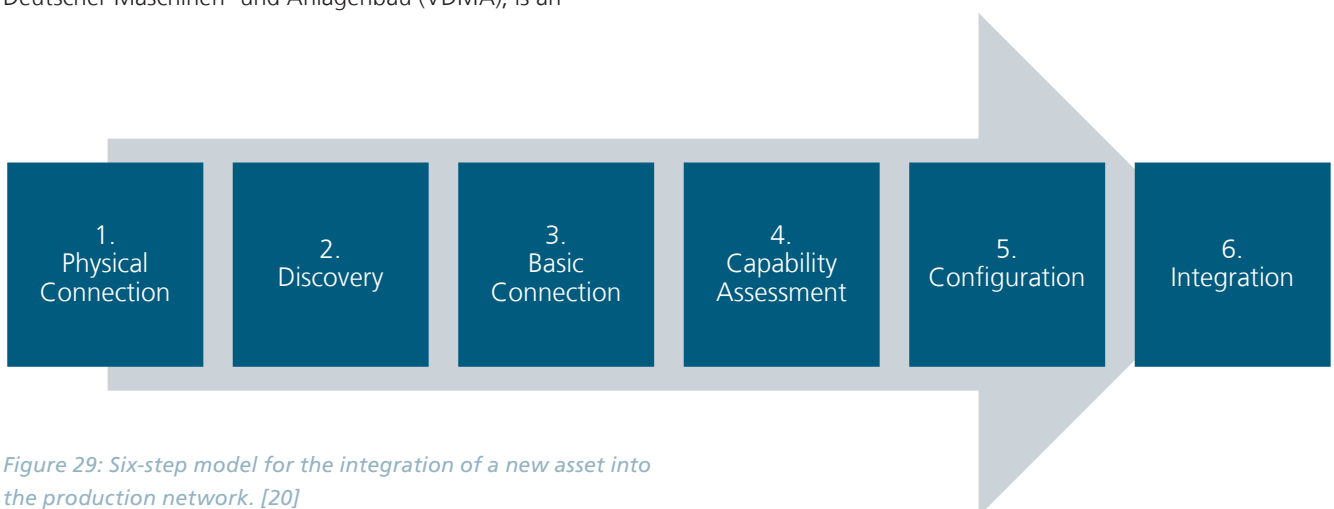 Deutscher Maschinen- und Anlagenbau (VDMA), is an
1.
Physical
Connection
2.
Discovery
3.
Basic
Connection
4.
Capability
Assessment
5.
Configuration
6.
Integration
Figure 29: Six-step model for the integration of a new asset into
the production network. [20]